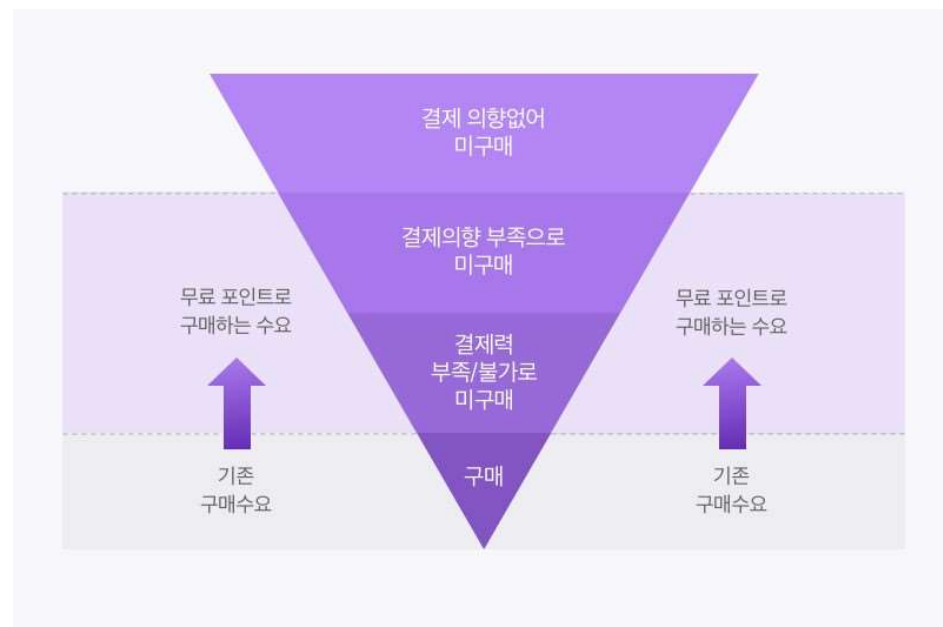 결제 의향없어
미구매
결제의향 부족으로
미구매
무료 포인트로
구매하는 수요
무료 포인트로
구매하는 수요
결제력
부족/불가로
미구매
기존
구매수요
구매
기존
구매수요